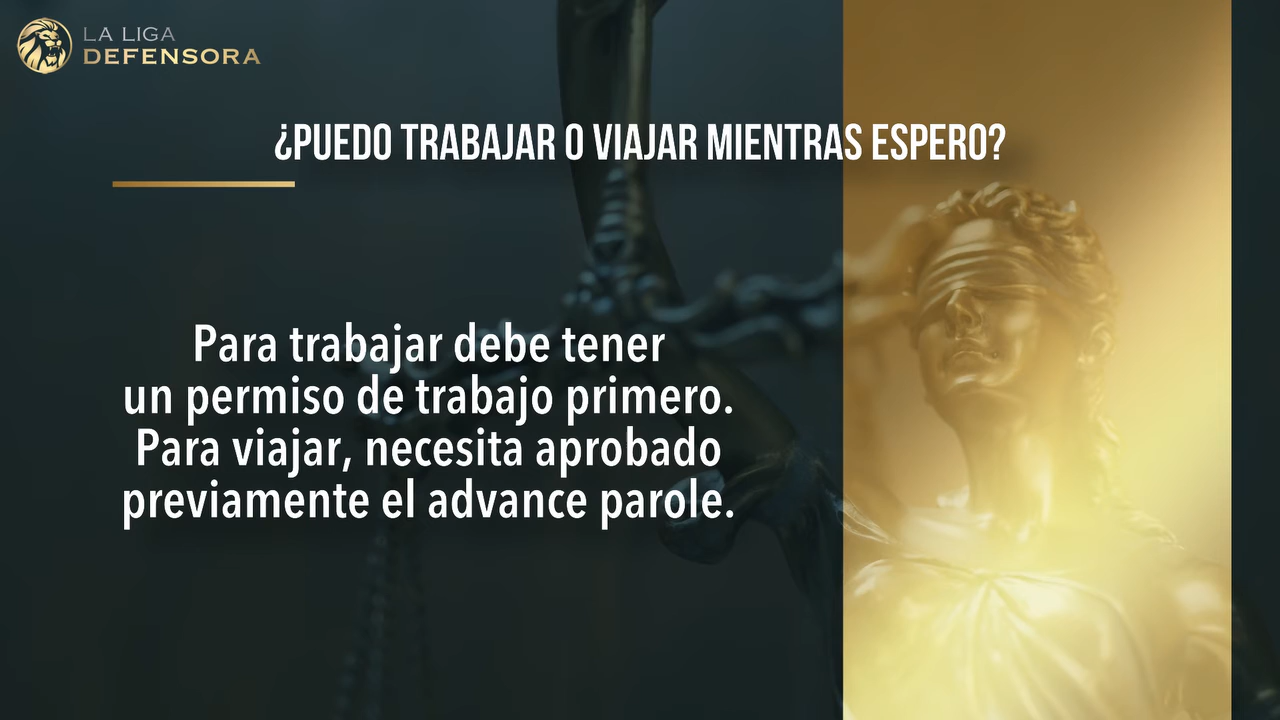 LA LIGA
DEFENSORA
¿PUEDO TRABAJAR O VIAJAR MIENTRAS ESPERO?
Para trabajar debe tener
un permiso de trabajo primero.
Para viajar, necesita aprobado
previamente el advance parole.